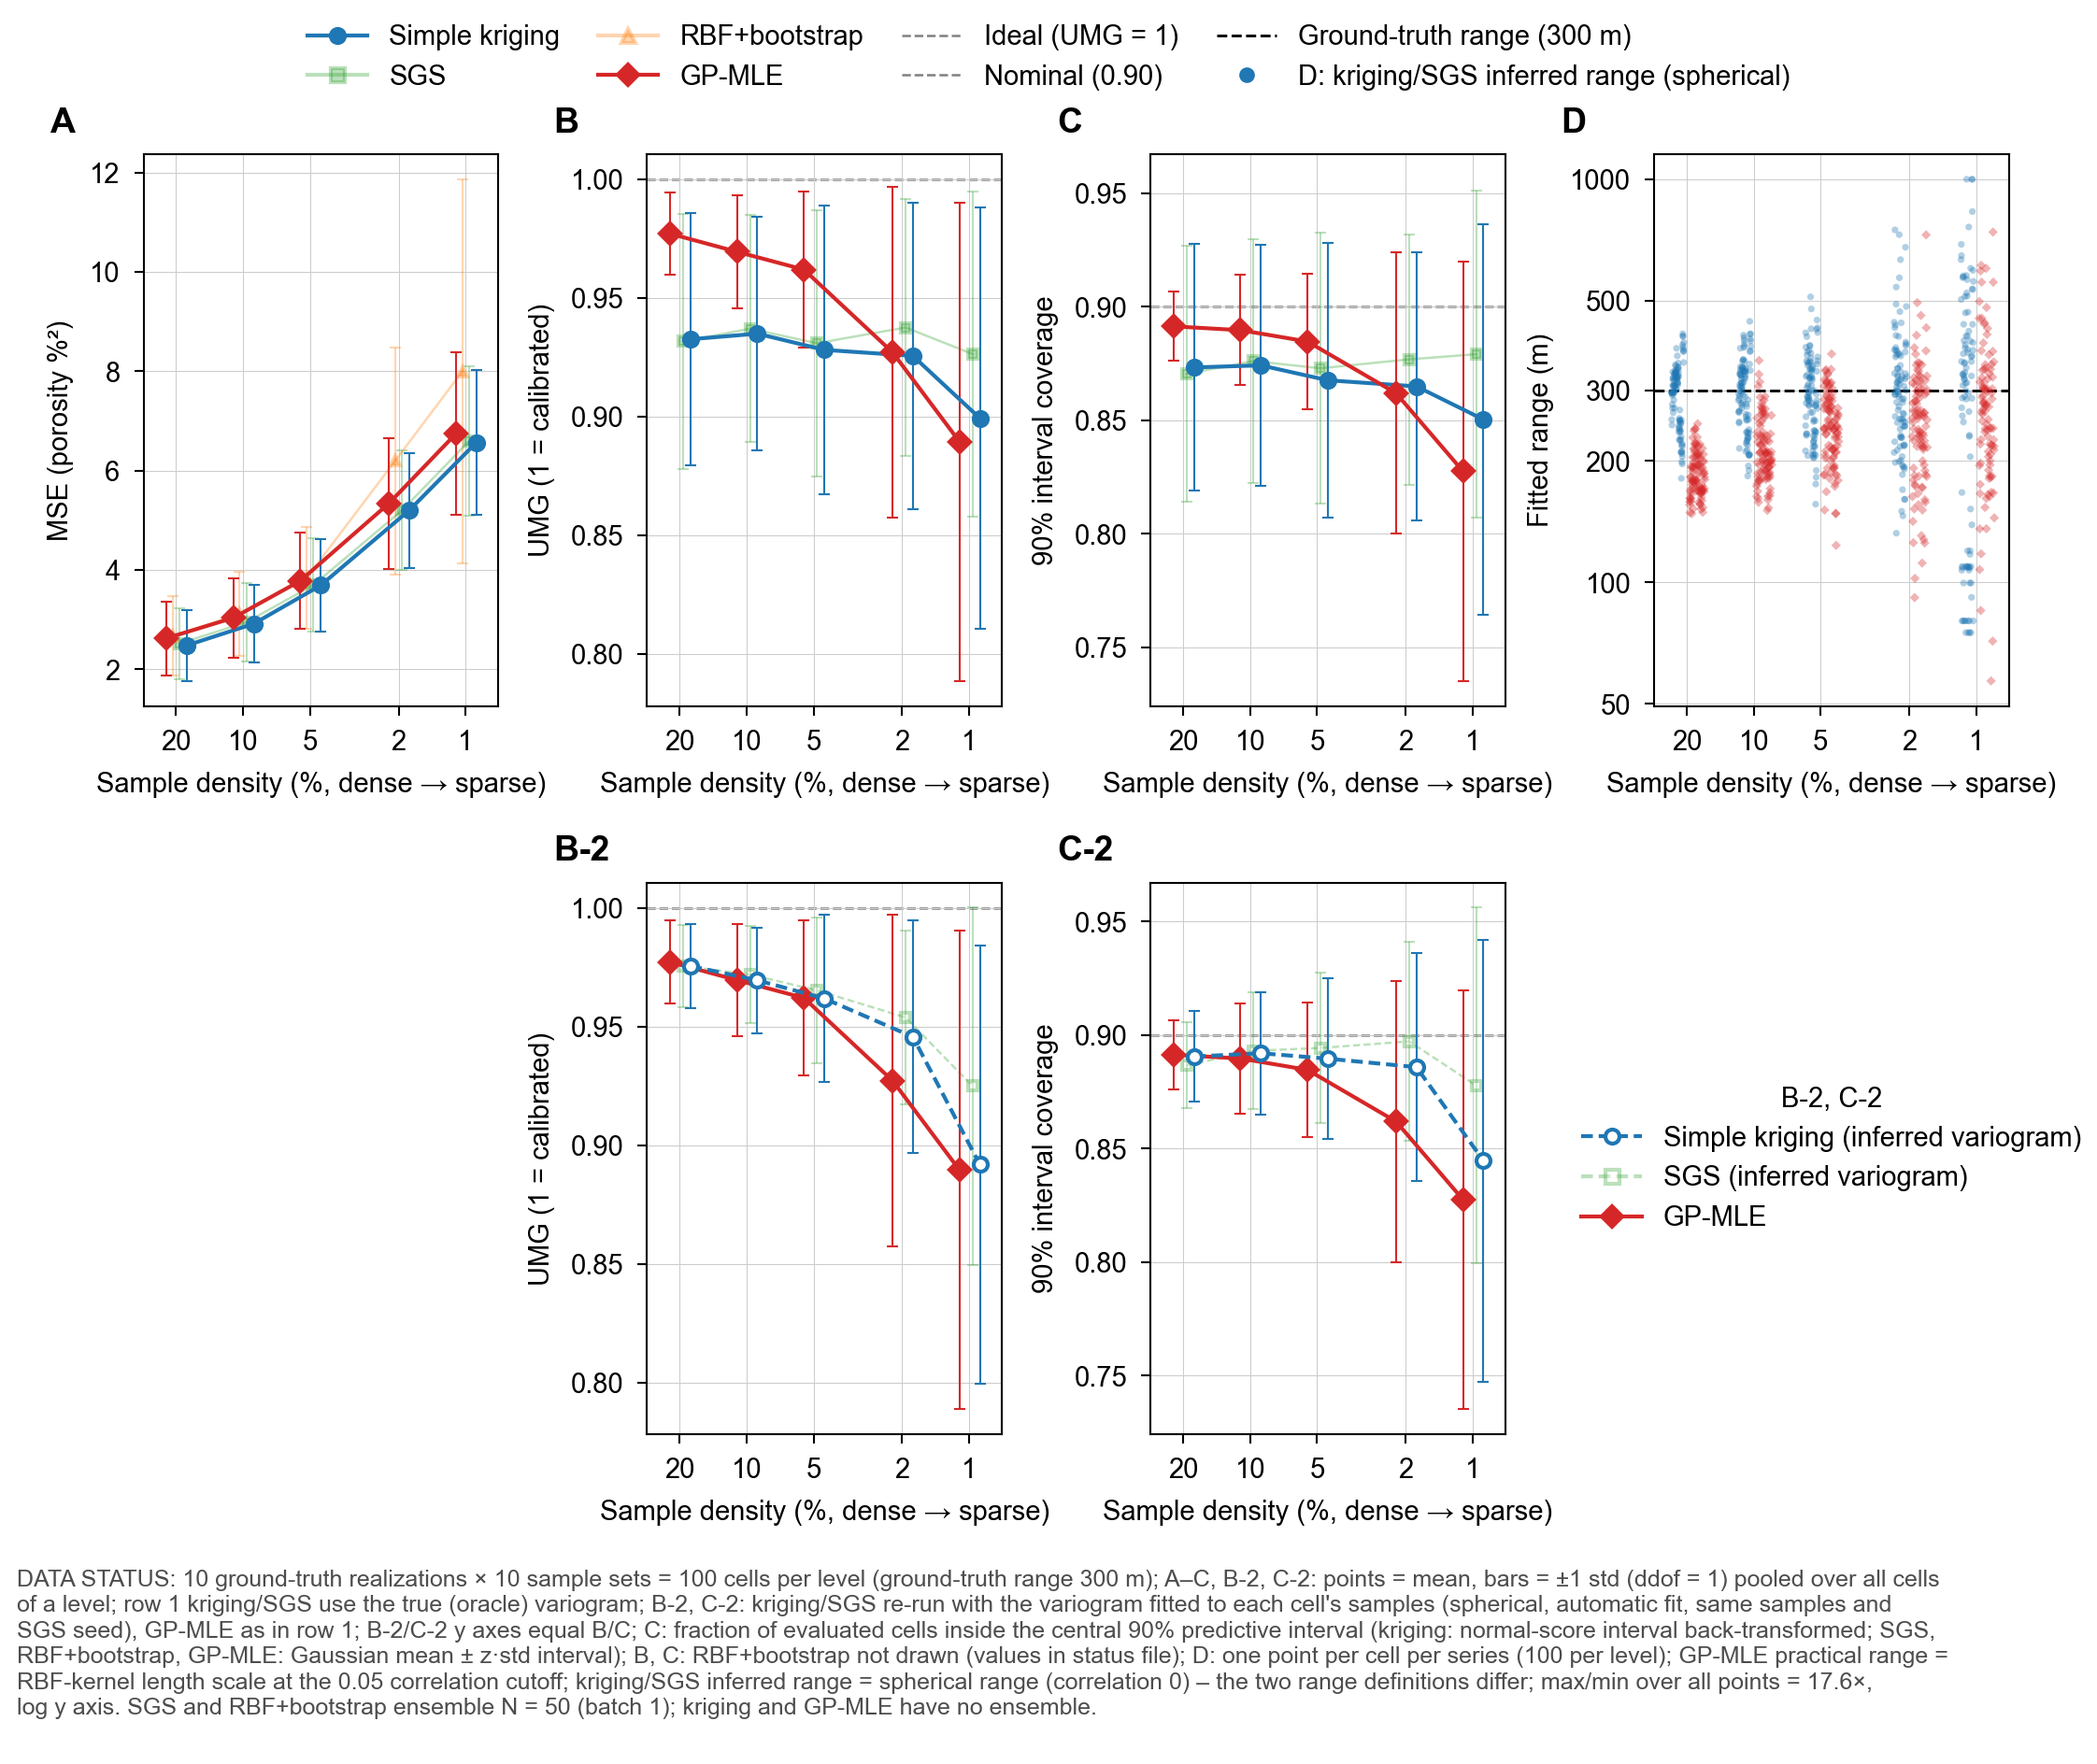 Simple kriging
RBF+bootstrap
Ideal (UMG = 1)
Ground-truth range (300 m)
SGS
GP-MLE
Nominal (0.90)
D: kriging/SGS inferred range (spherical)
A
MSE (porosity %²)
12
10
8
6
4
2
20 10 5 2 1
Sample density (%, dense → sparse)
B
UMG (1 = calibrated)
1.00
0.95
0.90
0.85
0.80
20 10 5 2 1
Sample density (%, dense → sparse)
C
90% interval coverage
0.95
0.90
0.85
0.80
0.75
20 10 5 2 1
Sample density (%, dense → sparse)
D
Fitted range (m)
1000
500
300
200
100
50
20 10 5 2 1
Sample density (%, dense → sparse)
B-2
UMG (1 = calibrated)
1.00
0.95
0.90
0.85
0.80
20 10 5 2 1
Sample density (%, dense → sparse)
C-2
90% interval coverage
0.95
0.90
0.85
0.80
0.75
20 10 5 2 1
Sample density (%, dense → sparse)
B-2, C-2
Simple kriging (inferred variogram)
SGS (inferred variogram)
GP-MLE
DATA STATUS: 10 ground-truth realizations × 10 sample sets = 100 cells per level (ground-truth range 300 m); A–C, B-2, C-2: points = mean, bars = ±1 std (ddof = 1) pooled over all cells
of a level; row 1 kriging/SGS use the true (oracle) variogram; B-2, C-2: kriging/SGS re-run with the variogram fitted to each cell's samples (spherical, automatic fit, same samples and
SGS seed), GP-MLE as in row 1; B-2/C-2 y axes equal B/C; C: fraction of evaluated cells inside the central 90% predictive interval (kriging: normal-score interval back-transformed; SGS,
RBF+bootstrap, GP-MLE: Gaussian mean ± z·std interval); B, C: RBF+bootstrap not drawn (values in status file); D: one point per cell per series (100 per level); GP-MLE practical range =
RBF-kernel length scale at the 0.05 correlation cutoff; kriging/SGS inferred range = spherical range (correlation 0) – the two range definitions differ; max/min over all points = 17.6×,
log y axis. SGS and RBF+bootstrap ensemble N = 50 (batch 1); kriging and GP-MLE have no ensemble.